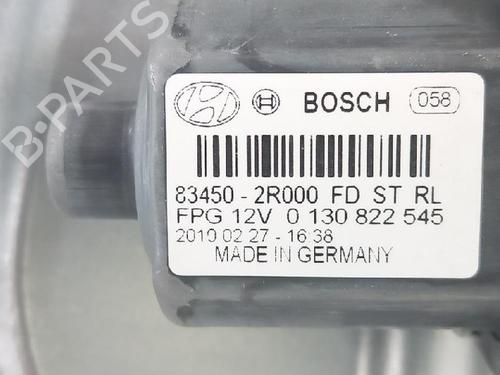 B-PARTS
BOSCH 058
83450 - 2R000 FD ST RL
FPG 12V 0 130 822 545
2010 02 27 - 16:38
MADE IN GERMANY